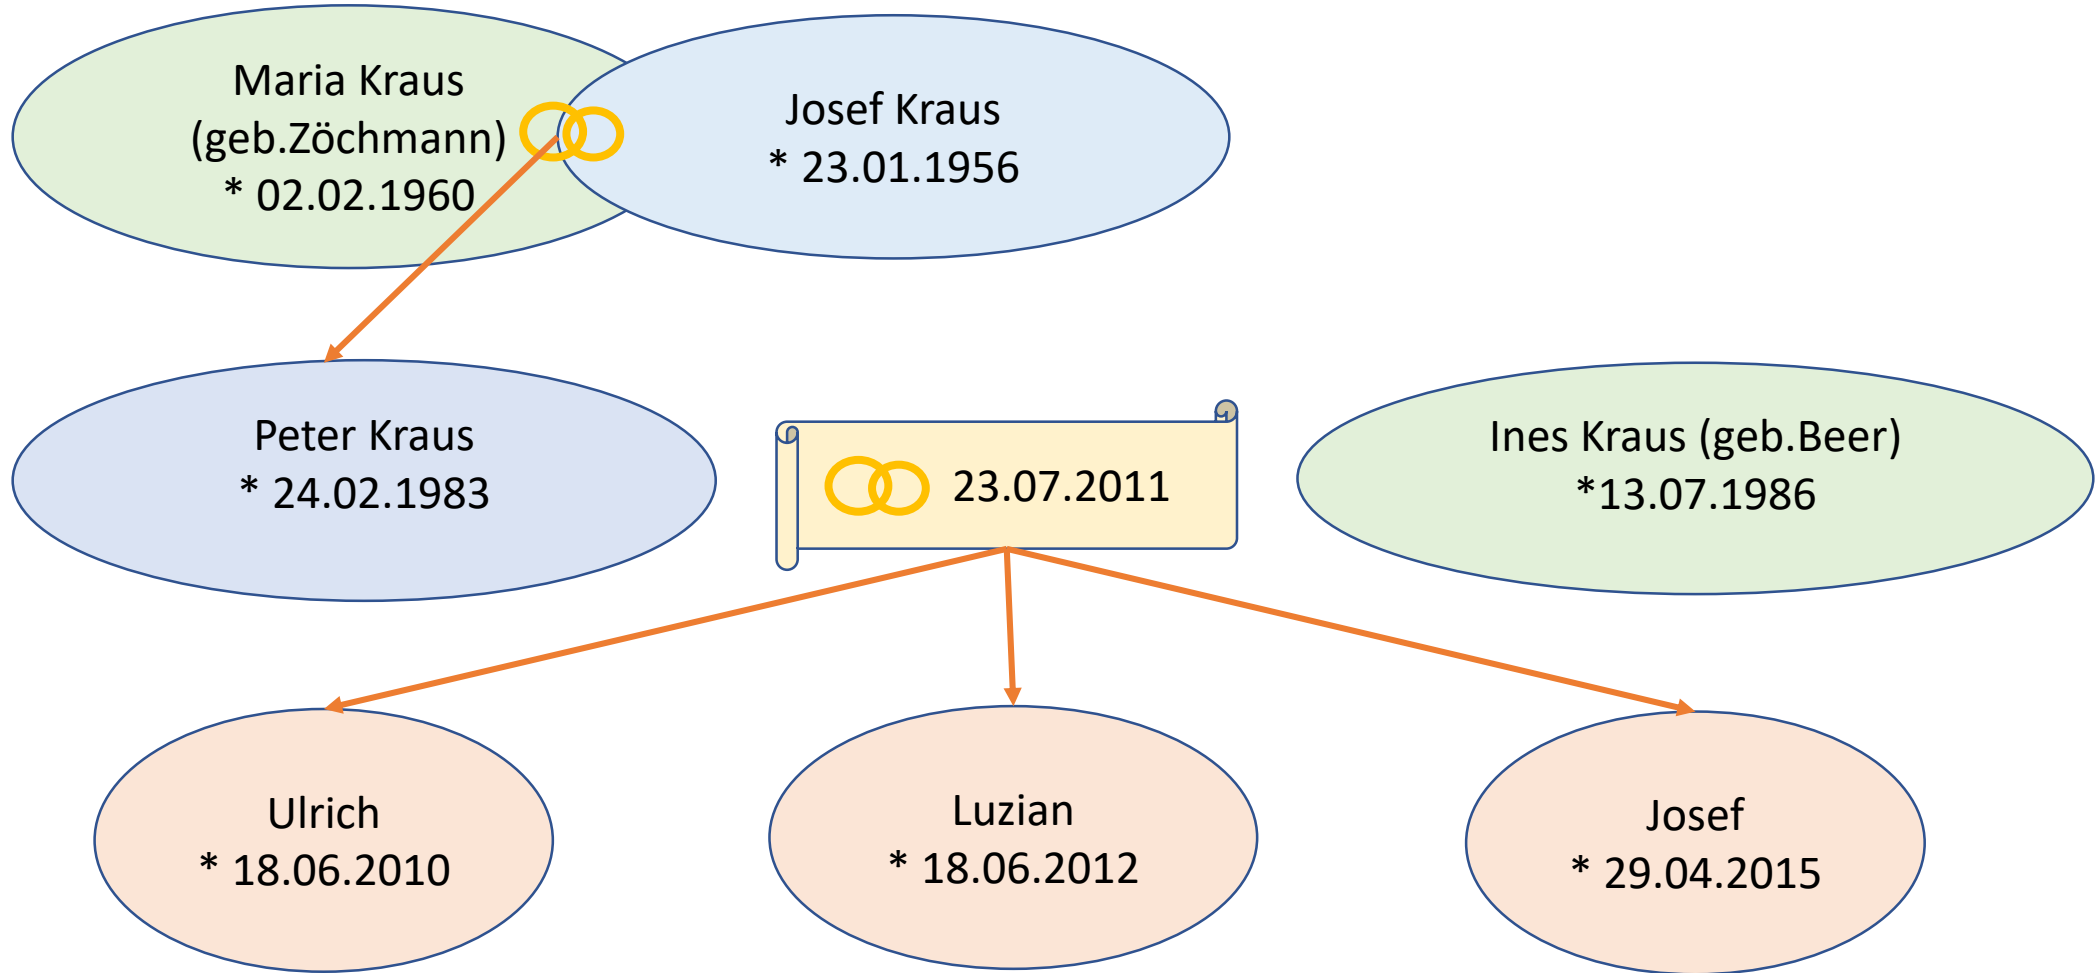 Maria Kraus
(geb.Zöchmann)
* 02.02.1960
Josef Kraus
* 23.01.1956
Peter Kraus
* 24.02.1983
23.07.2011
Ines Kraus (geb.Beer)
*13.07.1986
Ulrich
* 18.06.2010
Luzian
* 18.06.2012
Josef
* 29.04.2015